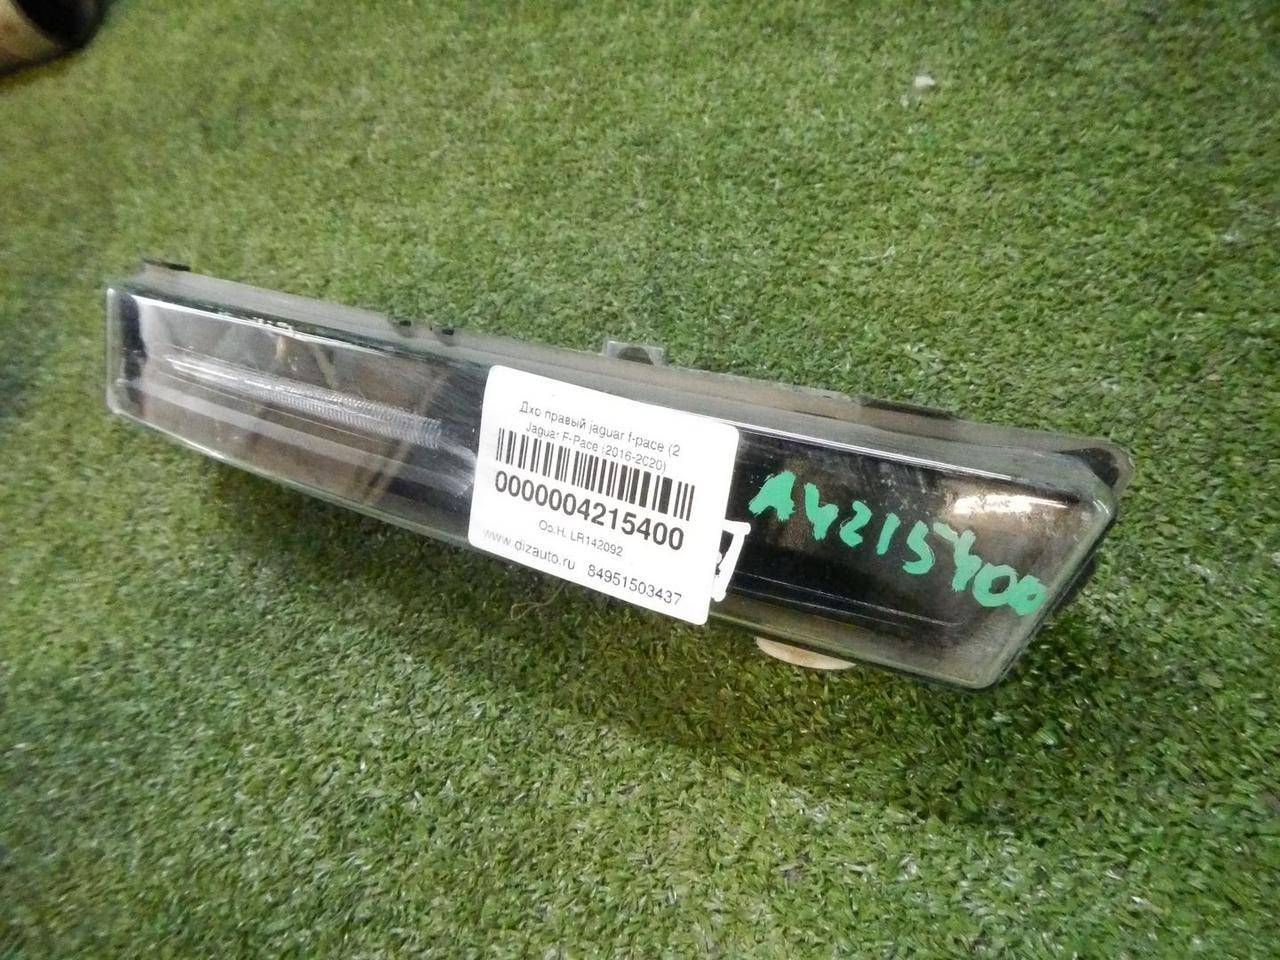 Дхо правый jaguar f-pace (2
Jaguar F-Pace (2016-2020)
0000004215400
Ор.Н. LR142092
www.dizauto.ru 84951503437
A4215400